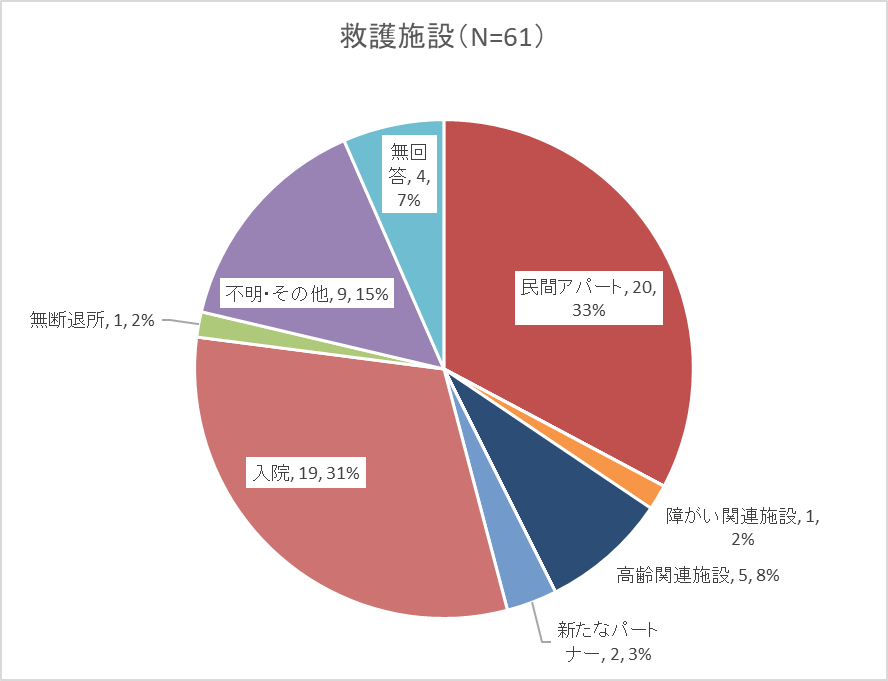 救護施設（N=61）
無回
答, 4,
7%
民間アパート, 20,
33%
不明・その他, 9, 15%
無断退所, 1, 2%
入院, 19, 31%
障がい関連施設, 1,
2%
高齢関連施設, 5, 8%
新たなパート
ナー, 2, 3%